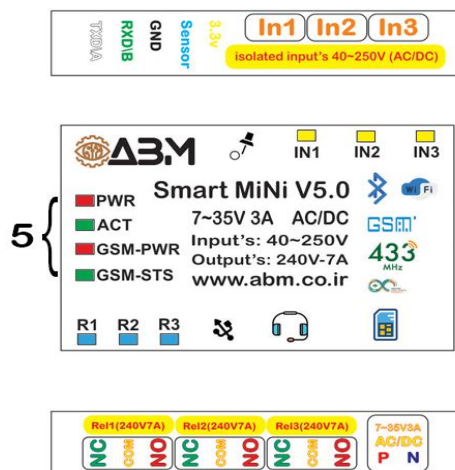 TXD\A RXD\B GND Sensor 3.3v In1 In2 In3
isolated input's 40~250V (AC/DC)
ABM IN1 IN2 IN3
Smart MiNi V5.0 Wi Fi
5
PWR
ACT
GSM-PWR
GSM-STS
7~35V 3A AC/DC
Input's: 40~250V
Output's: 240V-7A
www.abm.co.ir
GSM
433
MHz
R1 R2 R3
Rel1(240V7A) Rel2(240V7A) Rel3(240V7A)
NC COM NO NC COM NO NC COM NO
7~35V3A
AC/DC
P N